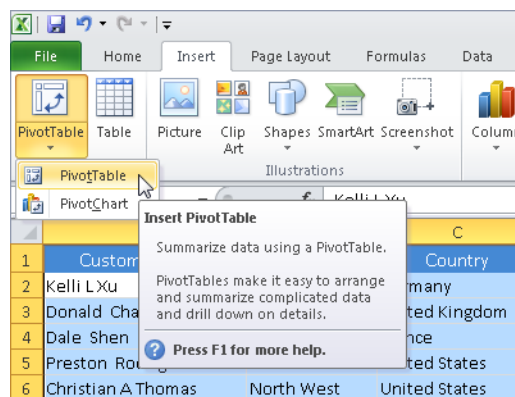 File Home Insert Page Layout Formulas Data
PivotTable Table Picture Clip Art Shapes SmartArt Screenshot Colum
Illustrations
PivotTable
PivotChart
Kelli L Xu
Insert PivotTable
Summarize data using a PivotTable.
PivotTables make it easy to arrange
and summarize complicated data
and drill down on details.
Press F1 for more help.
C
1 Custom Country
2 Kelli L Xu many
3 Donald Cha ted Kingdom
4 Dale Shen nce
5 Preston Rod ted States
6 Christian A Thomas North West United States